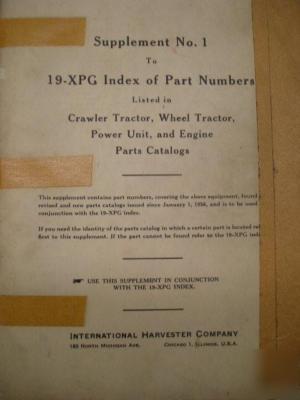 Supplement No. 1
To
19-XPG Index of Part Numbers
Listed in
Crawler Tractor, Wheel Tractor,
Power Unit, and Engine
Parts Catalogs
This supplement contains part numbers, covering the above equipment, found
revised and new parts catalogs issued since January 1, 1956, and is to be used
conjunction with the 19-XPG index.
If you need the identity of the parts catalog in which a certain part is located
first to this supplement. If the part cannot be found refer to the 19-XPG
☛ USE THIS SUPPLEMENT IN CONJUNCTION
WITH THE 19-XPG INDEX.
INTERNATIONAL HARVESTER COMPANY
180 NORTH MICHIGAN AVE. CHICAGO 1, ILLINOIS, U.S.A.